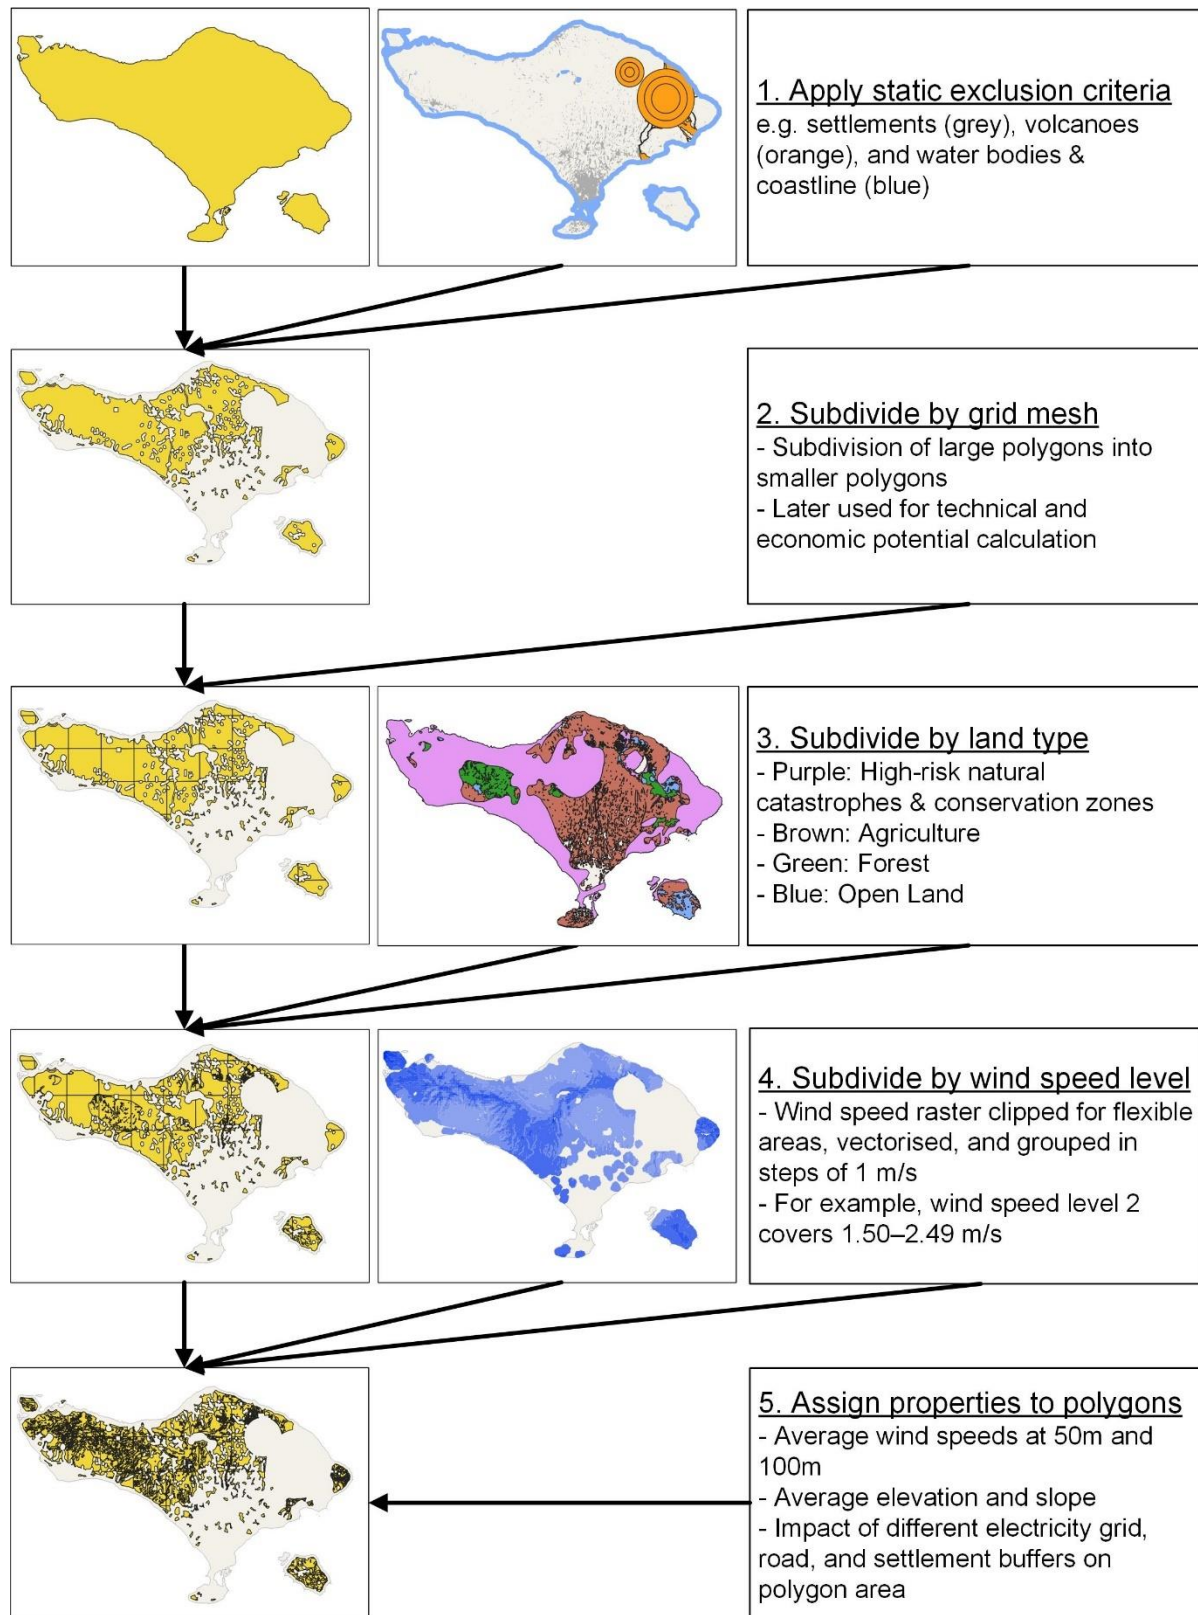 1. Apply static exclusion criteria
e.g. settlements (grey), volcanoes
(orange), and water bodies &
coastline (blue)
2. Subdivide by grid mesh
- Subdivision of large polygons into
smaller polygons
- Later used for technical and
economic potential calculation
3. Subdivide by land type
- Purple: High-risk natural
catastrophes & conservation zones
- Brown: Agriculture
- Green: Forest
- Blue: Open Land
4. Subdivide by wind speed level
- Wind speed raster clipped for flexible
areas, vectorised, and grouped in
steps of 1 m/s
- For example, wind speed level 2
covers 1.50–2.49 m/s
5. Assign properties to polygons
- Average wind speeds at 50m and
100m
- Average elevation and slope
- Impact of different electricity grid,
road, and settlement buffers on
polygon area